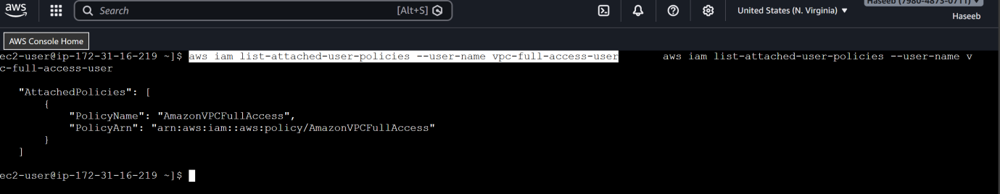 aws
Search
[Alt+S]
United States (N. Virginia)
Haseeb (7980-4873-0711)
Haseeb
AWS Console Home
ec2-user@ip-172-31-16-219 ~]$ aws iam list-attached-user-policies --user-name vpc-full-access-user aws iam list-attached-user-policies --user-name v
c-full-access-user
"AttachedPolicies": [
{
"PolicyName": "AmazonVPCFullAccess",
"PolicyArn": "arn:aws:iam::aws:policy/AmazonVPCFullAccess"
}
]
ec2-user@ip-172-31-16-219 ~]$